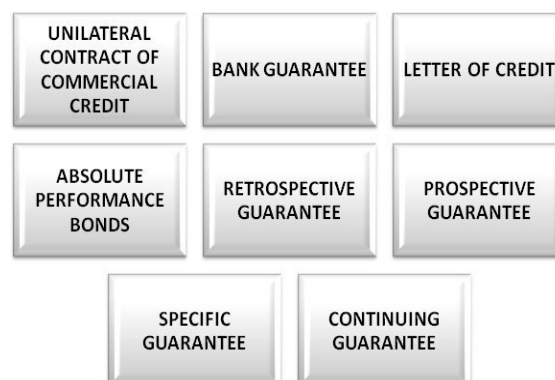 UNILATERAL
CONTRACT OF
COMMERCIAL
CREDIT
BANK GUARANTEE
LETTER OF CREDIT
ABSOLUTE
PERFORMANCE
BONDS
RETROSPECTIVE
GUARANTEE
PROSPECTIVE
GUARANTEE
SPECIFIC
GUARANTEE
CONTINUING
GUARANTEE